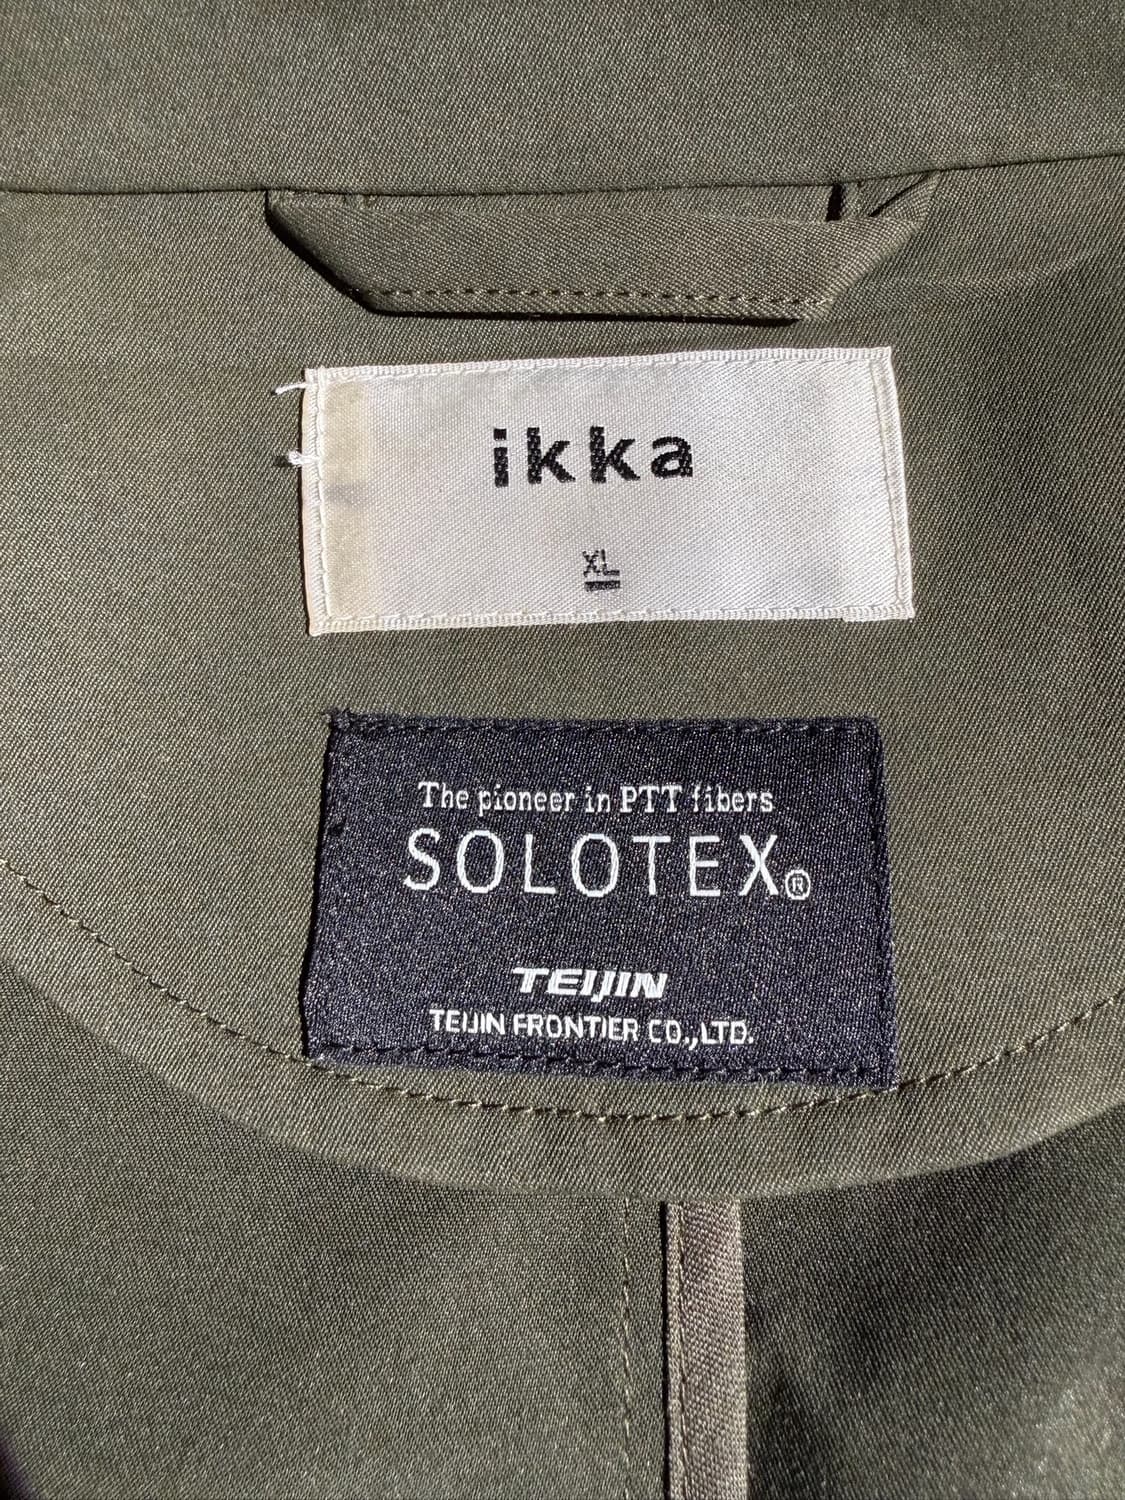 ikka
XL
The pioneer in PTT fibers
SOLOTEX®
TEIJIN
TEIJIN FRONTIER CO.,LTD.